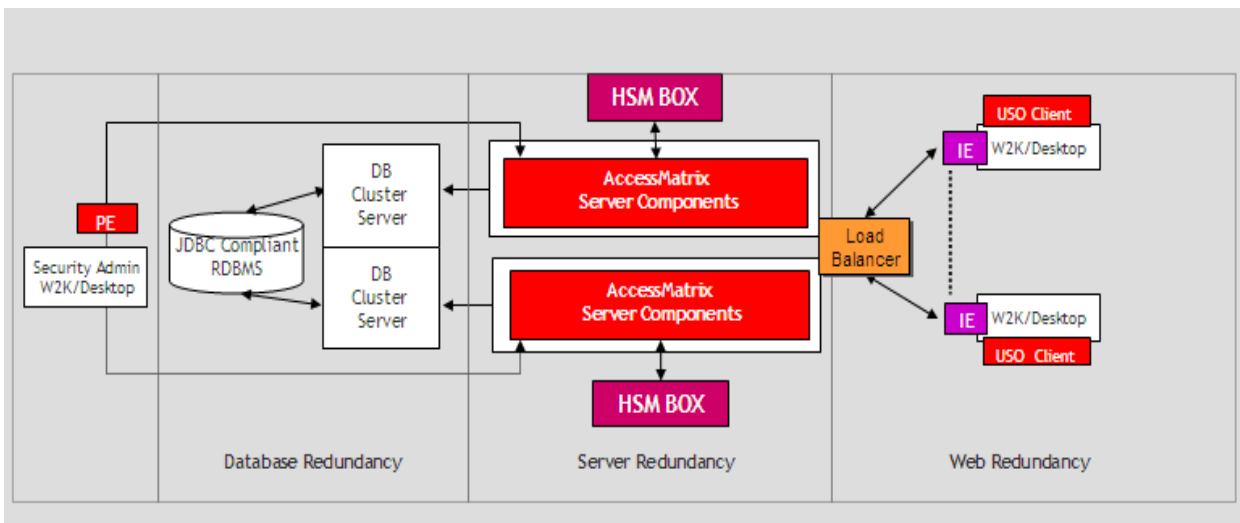 PE
Security Admin
W2K/Desktop
JDBC Compliant
RDBMS
DB
Cluster
Server
DB
Cluster
Server
Database Redundancy
HSM BOX
AccessMatrix
Server Components
AccessMatrix
Server Components
HSM BOX
Server Redundancy
Load
Balancer
USO Client
IE
W2K/Desktop
IE
W2K/Desktop
USO Client
Web Redundancy